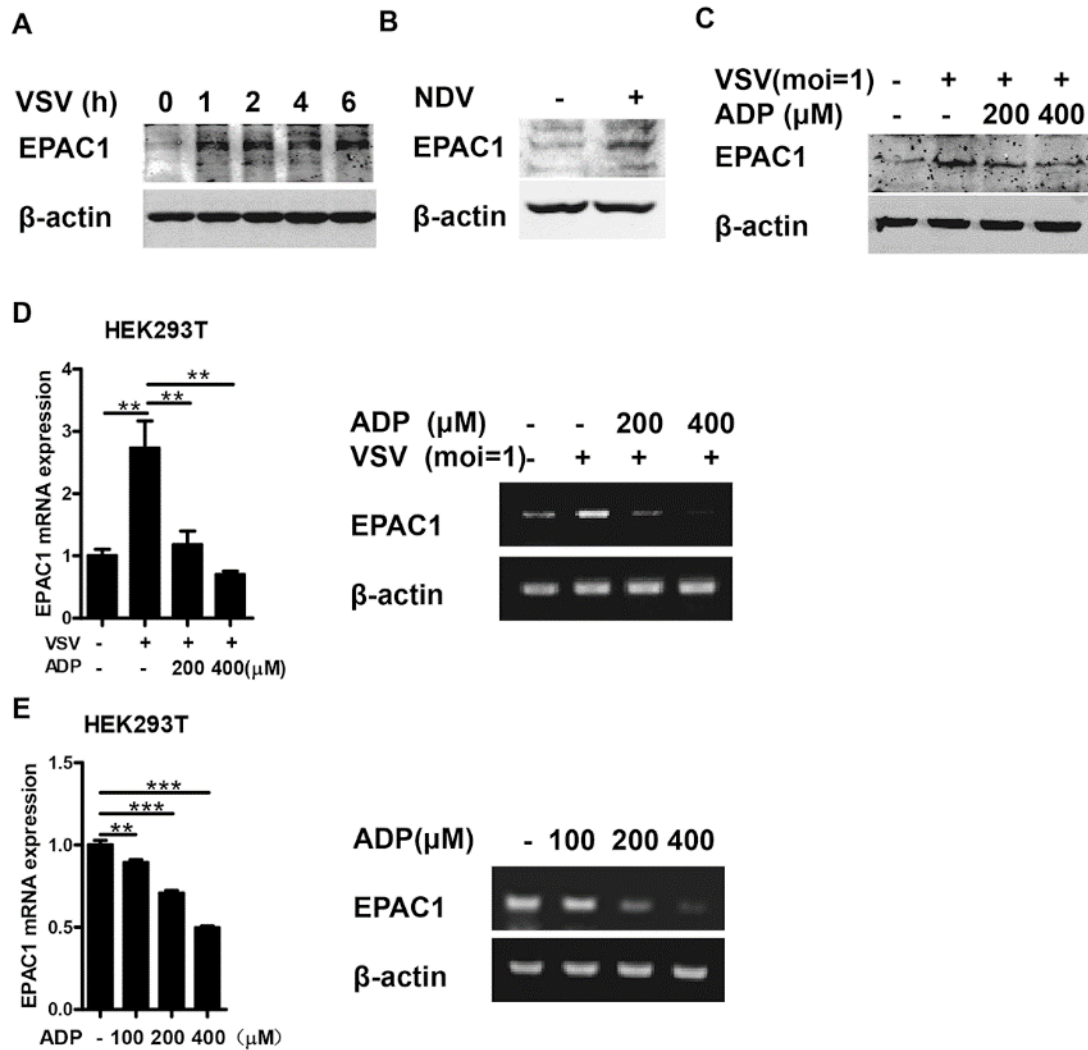 A
VSV (h) 0 1 2 4 6
EPAC1
β-actin
B
NDV - +
EPAC1
β-actin
C
VSV(moi=1) - + + +
ADP (μM) - - 200 400
EPAC1
β-actin
D
HEK293T
EPAC1 mRNA expression
4
3
2
1
0
** ** **
VSV - + + +
ADP - - 200 400(μM)
ADP (μM) - - 200 400
VSV (moi=1)- + + +
EPAC1
β-actin
E
HEK293T
EPAC1 mRNA expression
1.5
1.0
0.5
0.0
***
***
**
ADP - 100 200 400 (μM)
ADP(μM) - 100 200 400
EPAC1
β-actin